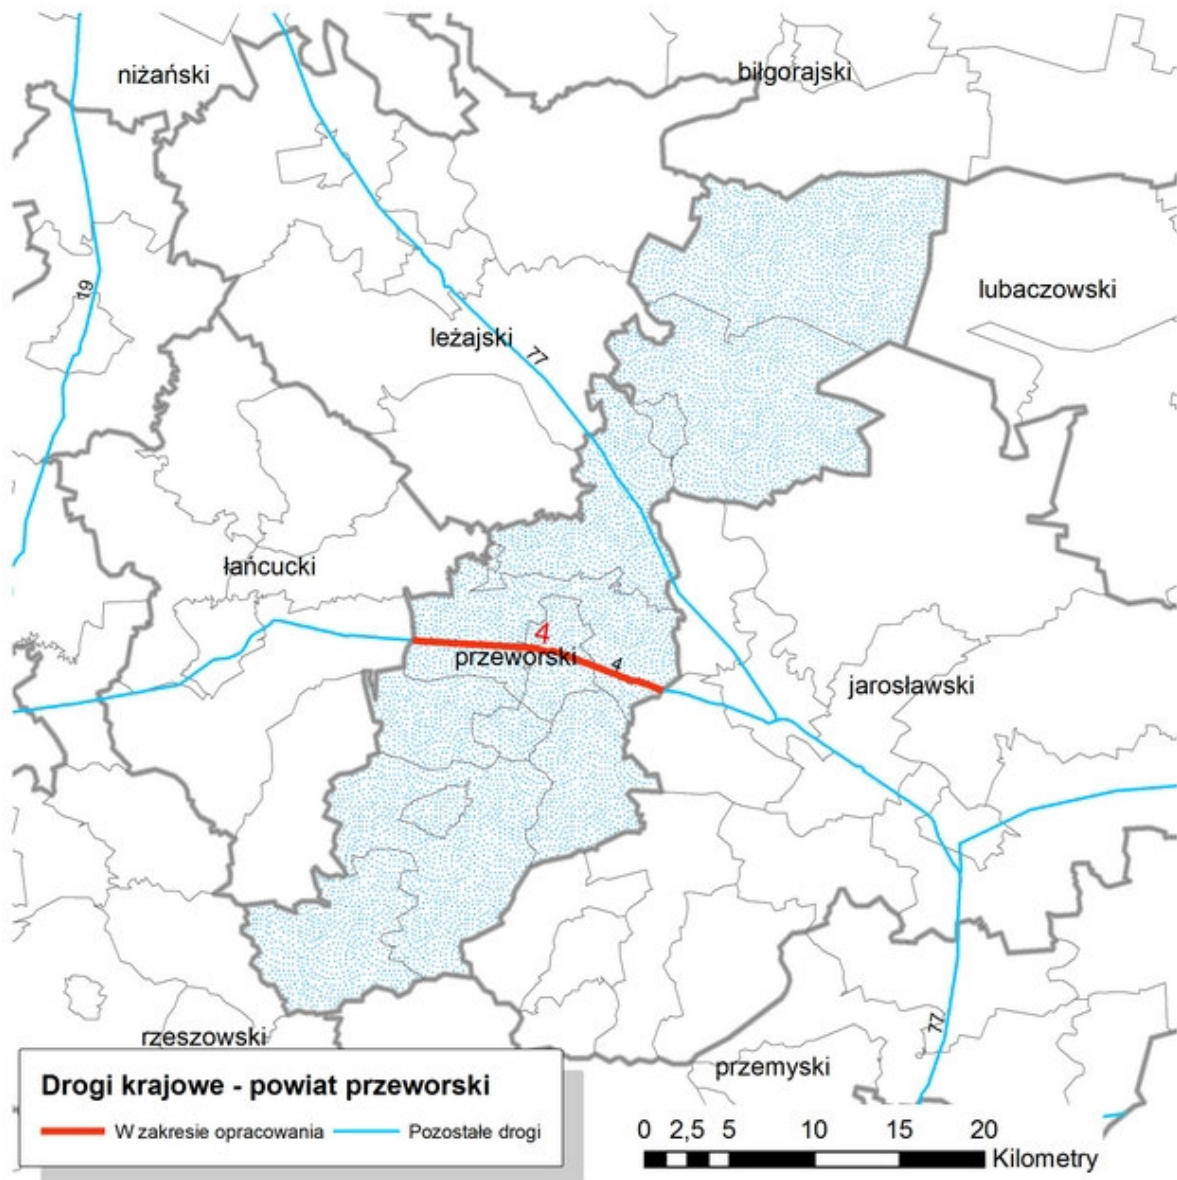 niżański
biłgorajski
19
lubaczowski
leżajski
77
łańcucki
4
przeworski
4
jarosławski
77
rzeszowski
przemyski
Drogi krajowe - powiat przeworski
W zakresie opracowania
Pozostałe drogi
0 2,5 5 10 15 20
Kilometry